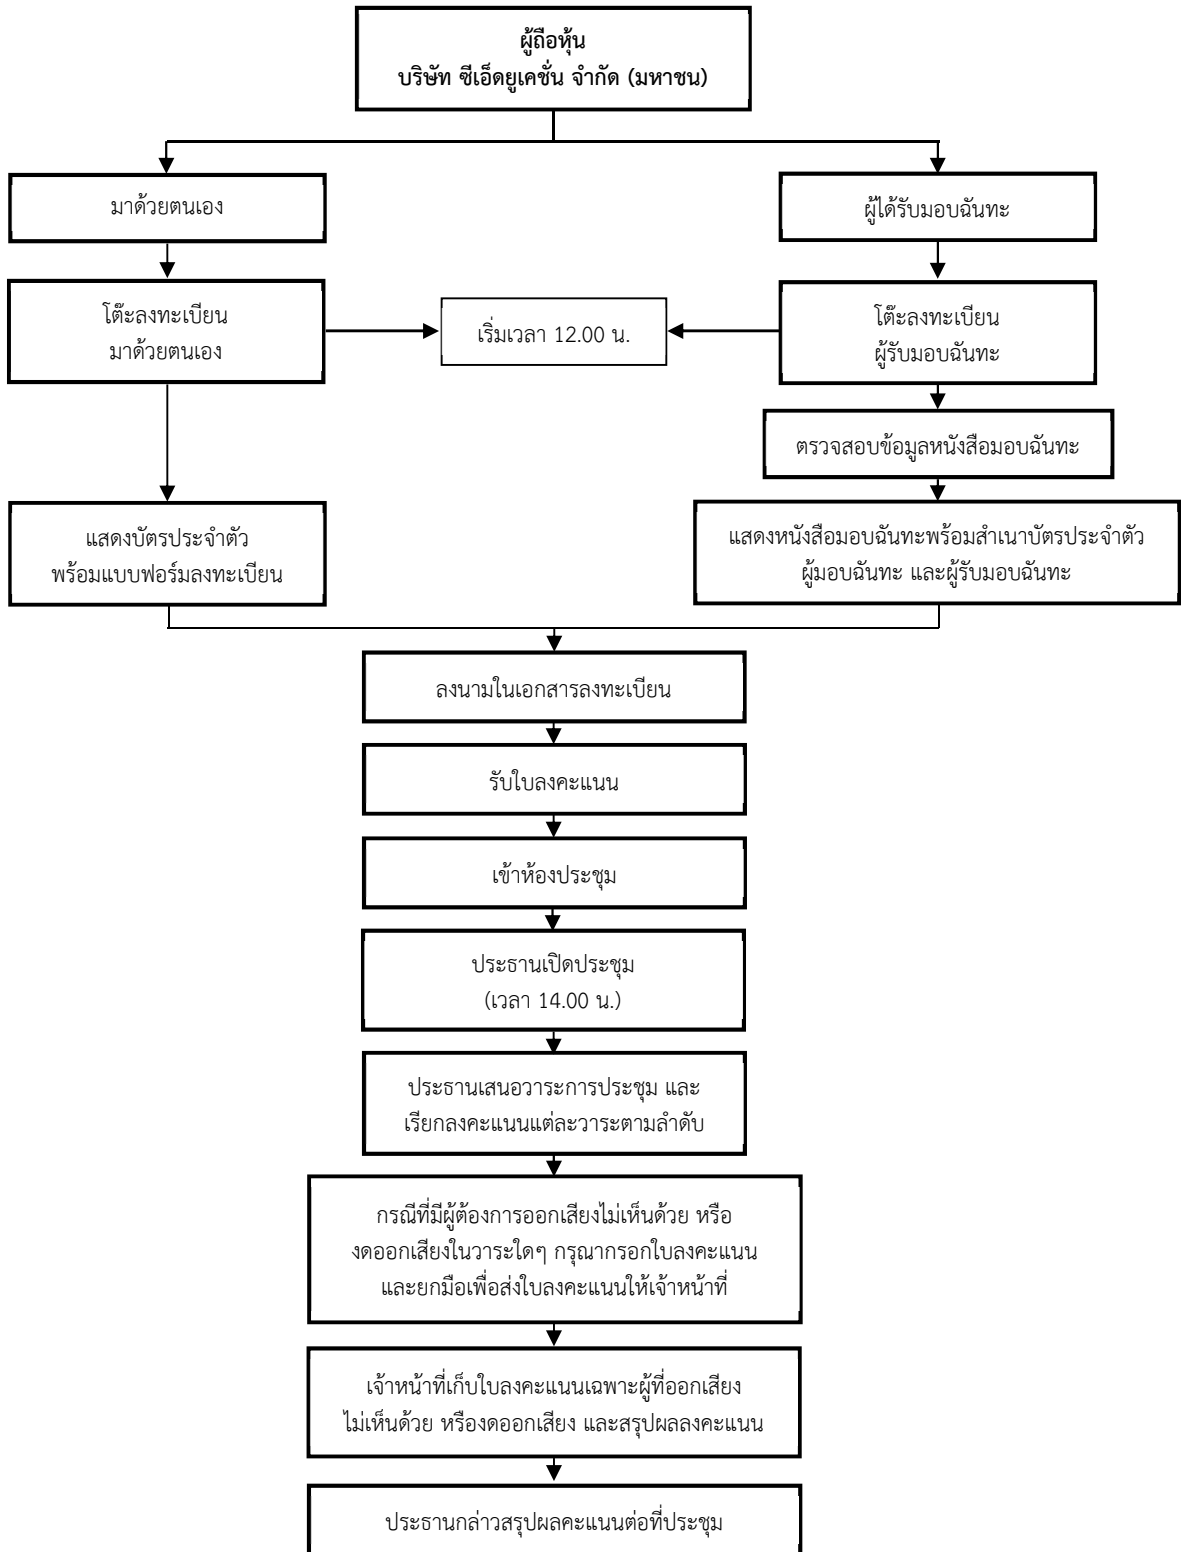 ผู้ถือหุ้น
บริษัท ซีเอ็ดยูเคชั่น จำกัด (มหาชน)
มาด้วยตนเอง
ผู้ได้รับมอบฉันทะ
โต๊ะลงทะเบียน
มาด้วยตนเอง
เริ่มเวลา 12.00 น.
โต๊ะลงทะเบียน
ผู้รับมอบฉันทะ
ตรวจสอบข้อมูลหนังสือมอบฉันทะ
แสดงบัตรประจำตัว
พร้อมแบบฟอร์มลงทะเบียน
แสดงหนังสือมอบฉันทะพร้อมสำเนาบัตรประจำตัว
ผู้มอบฉันทะ และผู้รับมอบฉันทะ
ลงนามในเอกสารลงทะเบียน
รับใบลงคะแนน
เข้าห้องประชุม
ประธานเปิดประชุม
(เวลา 14.00 น.)
ประธานเสนอวาระการประชุม และ
เรียกลงคะแนนแต่ละวาระตามลำดับ
กรณีที่มีผู้ต้องการออกเสียงไม่เห็นด้วย หรือ
งดออกเสียงในวาระใดๆ กรุณากรอกใบลงคะแนน
และยกมือเพื่อส่งใบลงคะแนนให้เจ้าหน้าที่
เจ้าหน้าที่เก็บใบลงคะแนนเฉพาะผู้ที่ออกเสียง
ไม่เห็นด้วย หรืองดออกเสียง และสรุปผลลงคะแนน
ประธานกล่าวสรุปผลคะแนนต่อที่ประชุม